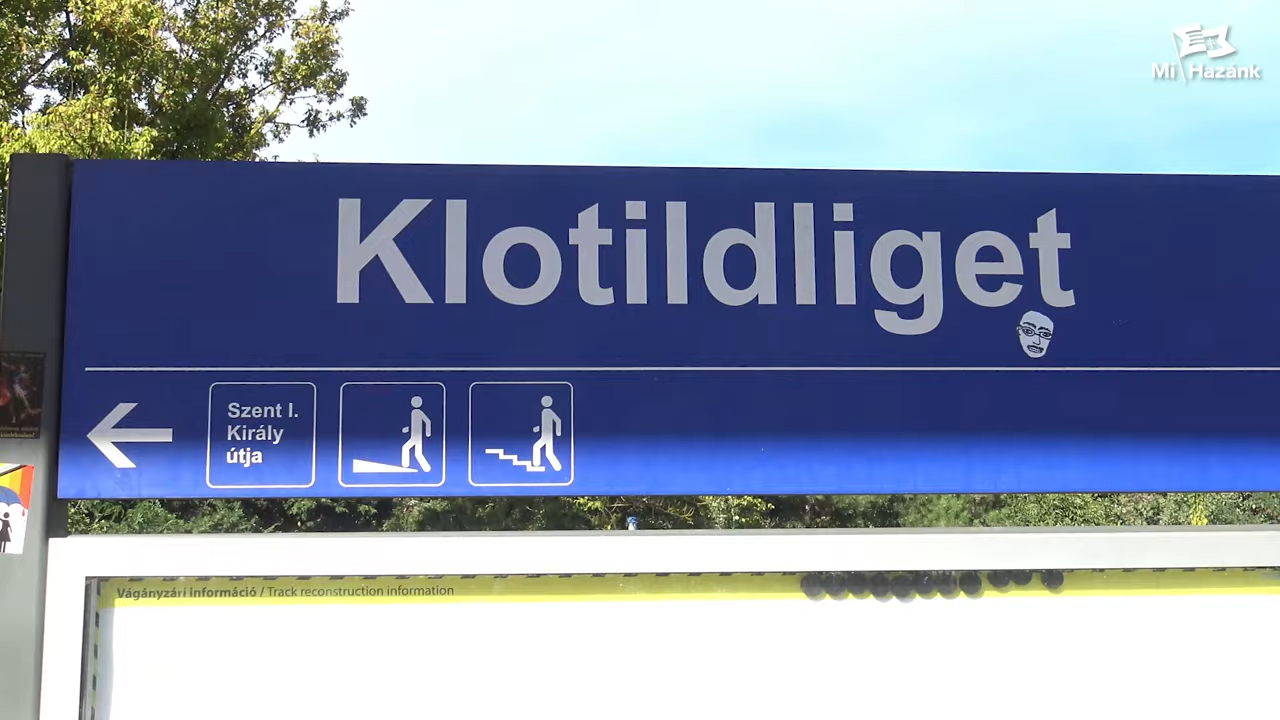 Mi Hazánk
Klotildliget
Szent I.
Király
útja
Vágányzári információ / Track reconstruction information